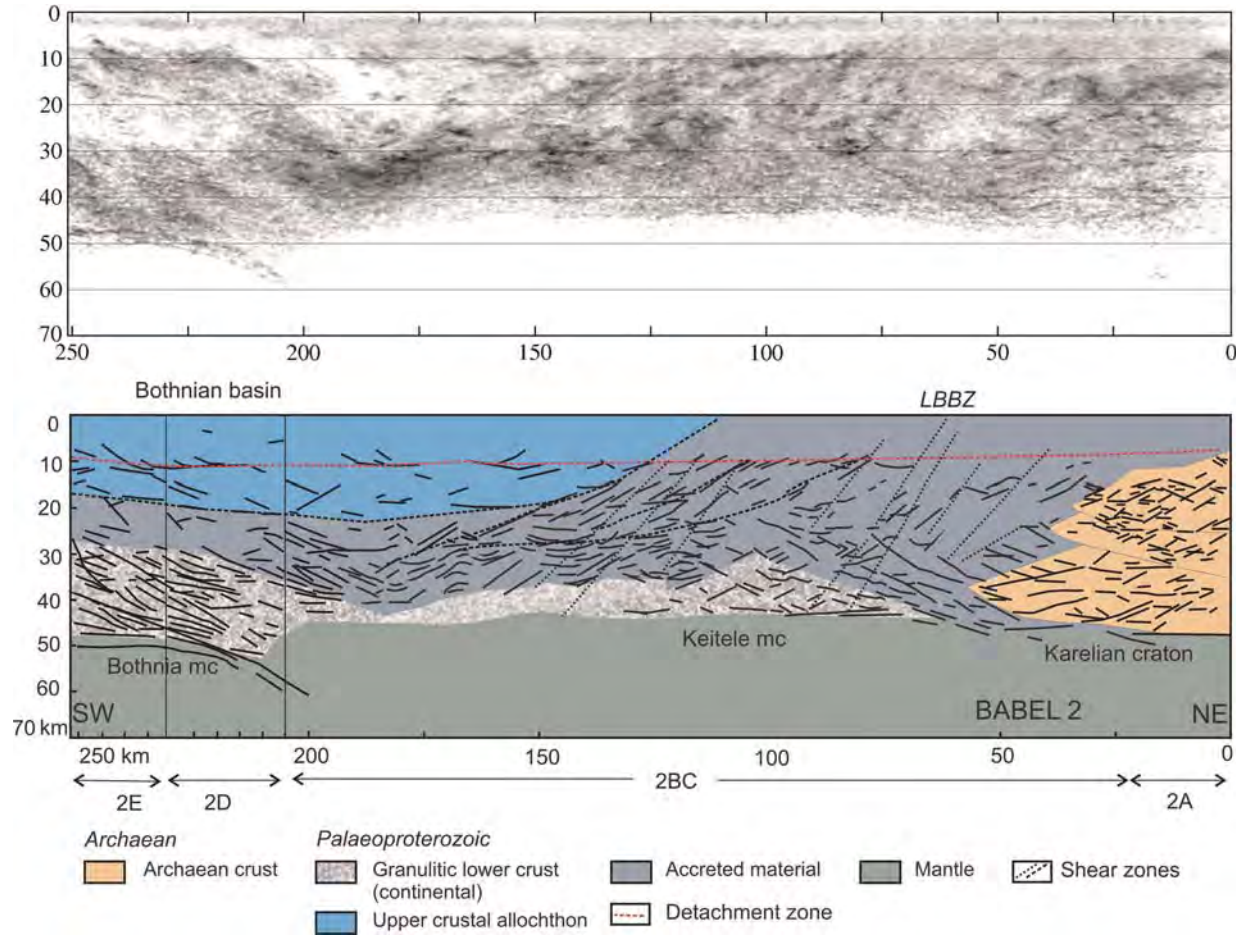 0
10
20
30
40
50
60
70
250 200 150 100 50 0
Bothnian basin
LBBZ
0
10
20
30
40
50
60
70 km
Bothnia mc
Keitele mc
Karelian craton
SW
BABEL 2
NE
250 km 200 150 100 50 0
2E 2D 2BC 2A
Archaean
Archaean crust
Palaeoproterozoic
Granulitic lower crust
(continental)
Upper crustal allochthon
Accreted material
Detachment zone
Mantle
Shear zones